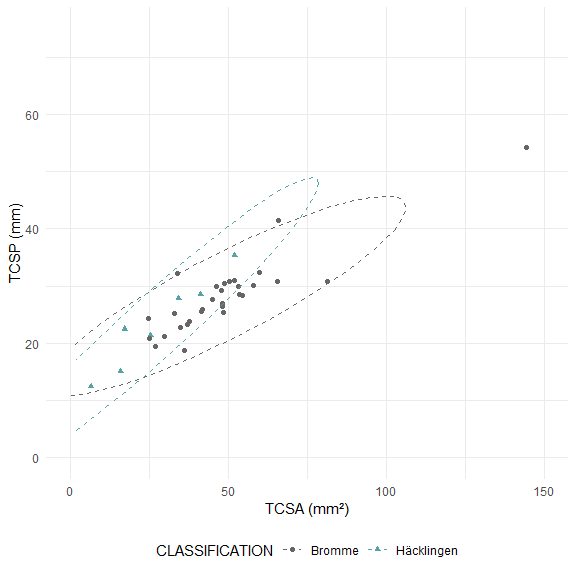 TCSP (mm)
60
40
20
0
0 50 100 150
TCSA (mm²)
CLASSIFICATION Bromme Häcklingen